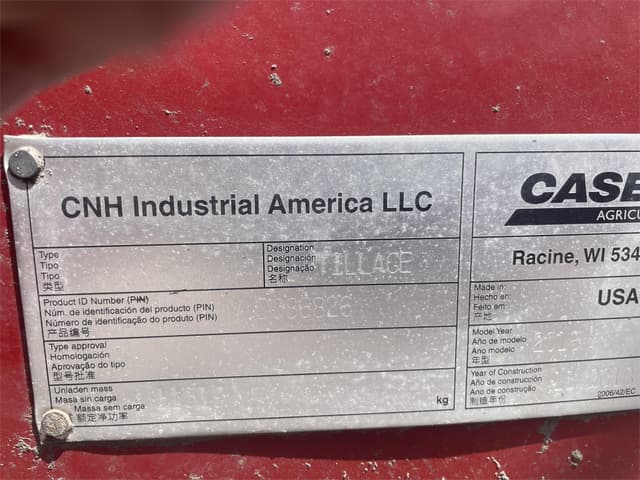 CNH Industrial America LLC
Type
Tipo
Tipo
类型
Designation
Designación
Designação
名称
TILLAGE
Product ID Number (PIN)
Núm. de identificación del producto (PIN)
Número de identificação do produto (PIN)
产品编号
Type approval
Homologación
Aprovação do tipo
型号批准
Unladen mass
Masa sin carga
Massa sem carga
额定净功率
kg
CASE
AGRICU
Racine, WI 534
Made in:
Hecho en:
Feito em:
产地
USA
Model Year
Año de modelo
Ano modelo
年型
Year of Construction
Año de construcción
Ano de construção
制造年份
2006/42/EC